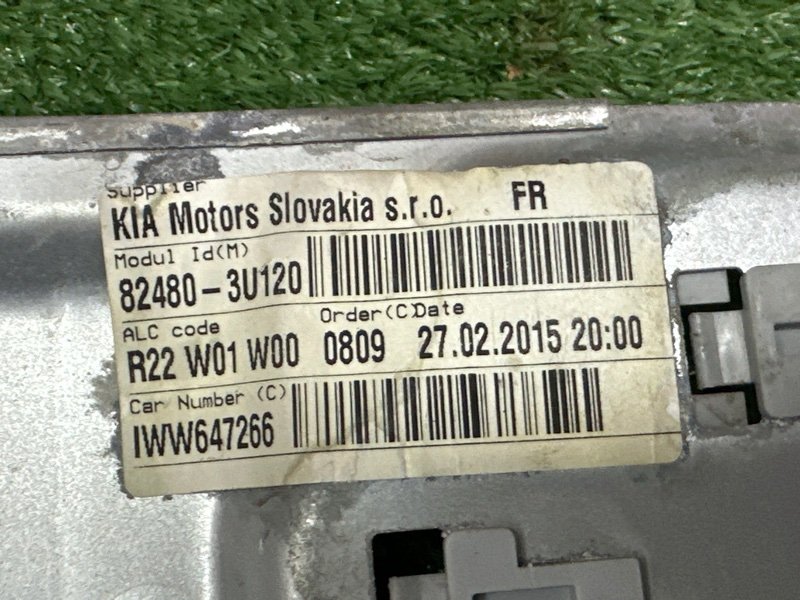 Supplier
KIA Motors Slovakia s.r.o. FR
Modul Id(M)
82480-3U120
ALC code Order(C)Date
R22 W01 W00 0809 27.02.2015 20:00
Car Number (C)
IWW647266